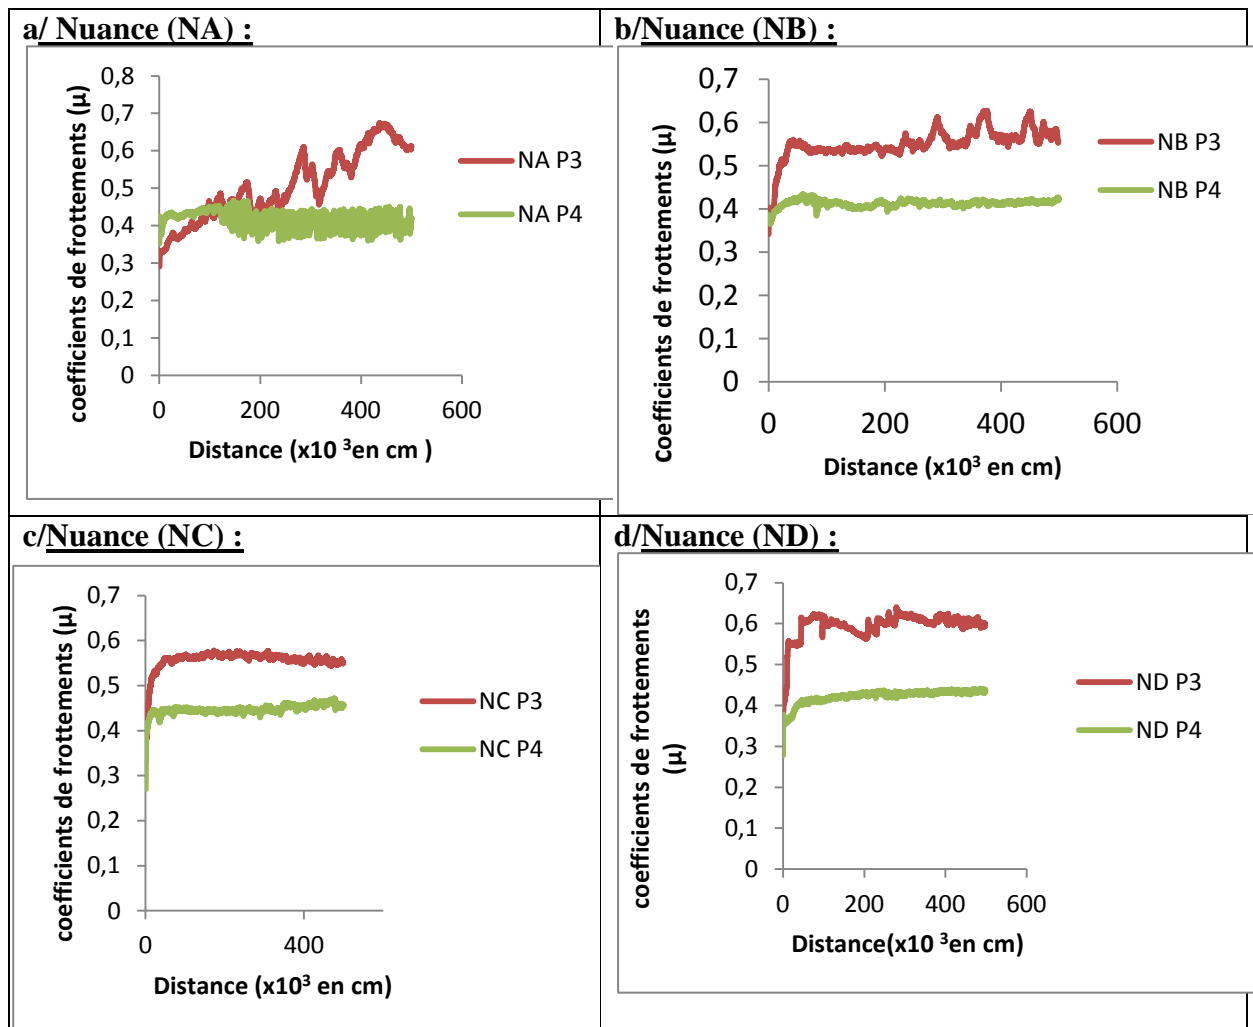 a/ Nuance (NA) :
coefficients de frottements (µ)
0,8
0,7
0,6
0,5
0,4
0,3
0,2
0,1
0
0
200
400
600
Distance (x10 ³en cm )
NA P3
NA P4
b/Nuance (NB) :
Coefficients de frottement (µ)
0,7
0,6
0,5
0,4
0,3
0,2
0,1
0
0
200
400
600
Distance (x10³ en cm)
NB P3
NB P4
c/Nuance (NC) :
coefficients de frottements (µ)
0,7
0,6
0,5
0,4
0,3
0,2
0,1
0
0
400
Distance (x10³ en cm)
NC P3
NC P4
d/Nuance (ND) :
coefficients de frottements
(µ)
0,7
0,6
0,5
0,4
0,3
0,2
0,1
0
0
200
400
600
Distance(x10 ³en cm)
ND P3
ND P4